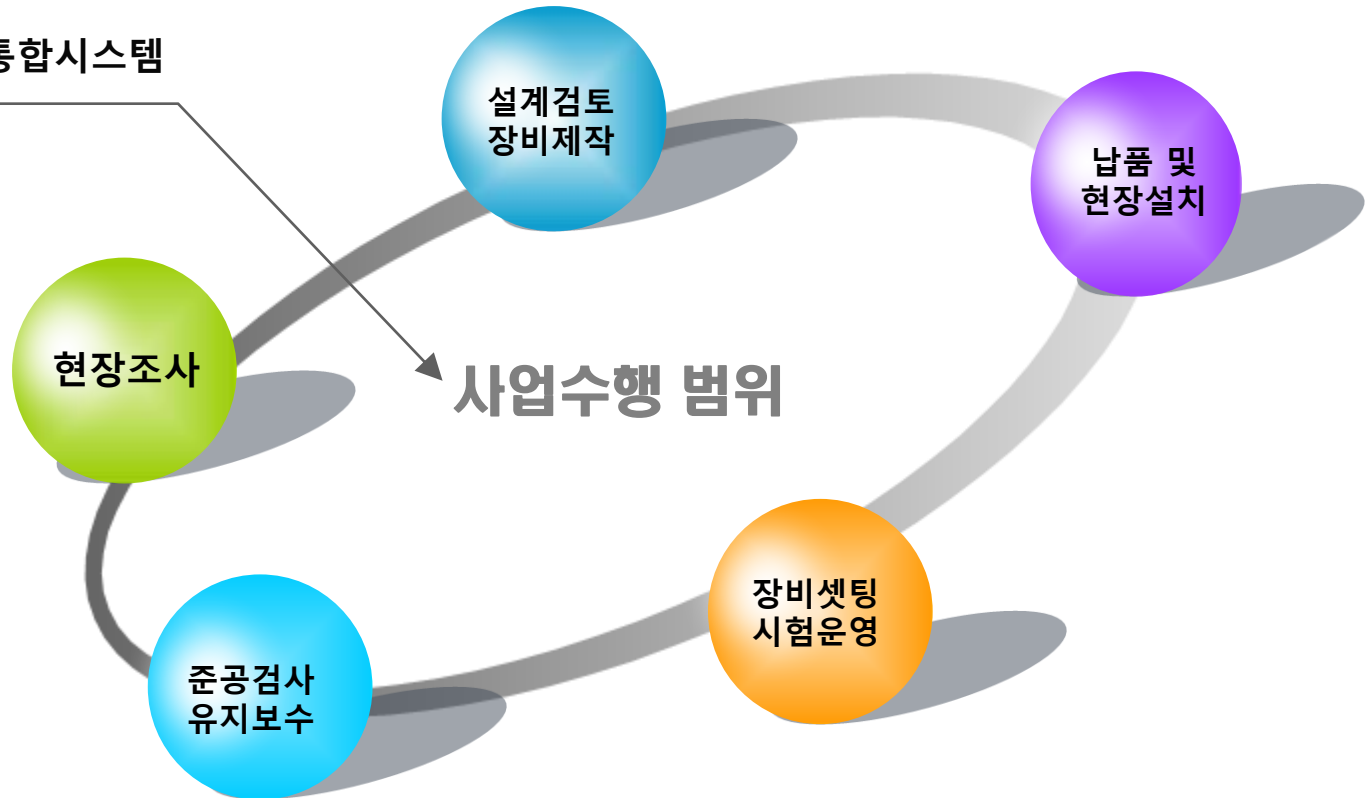 통합시스템
설계검토
장비제작
납품 및
현장설치
현장조사
사업수행 범위
장비셋팅
시험운영
준공검사
유지보수